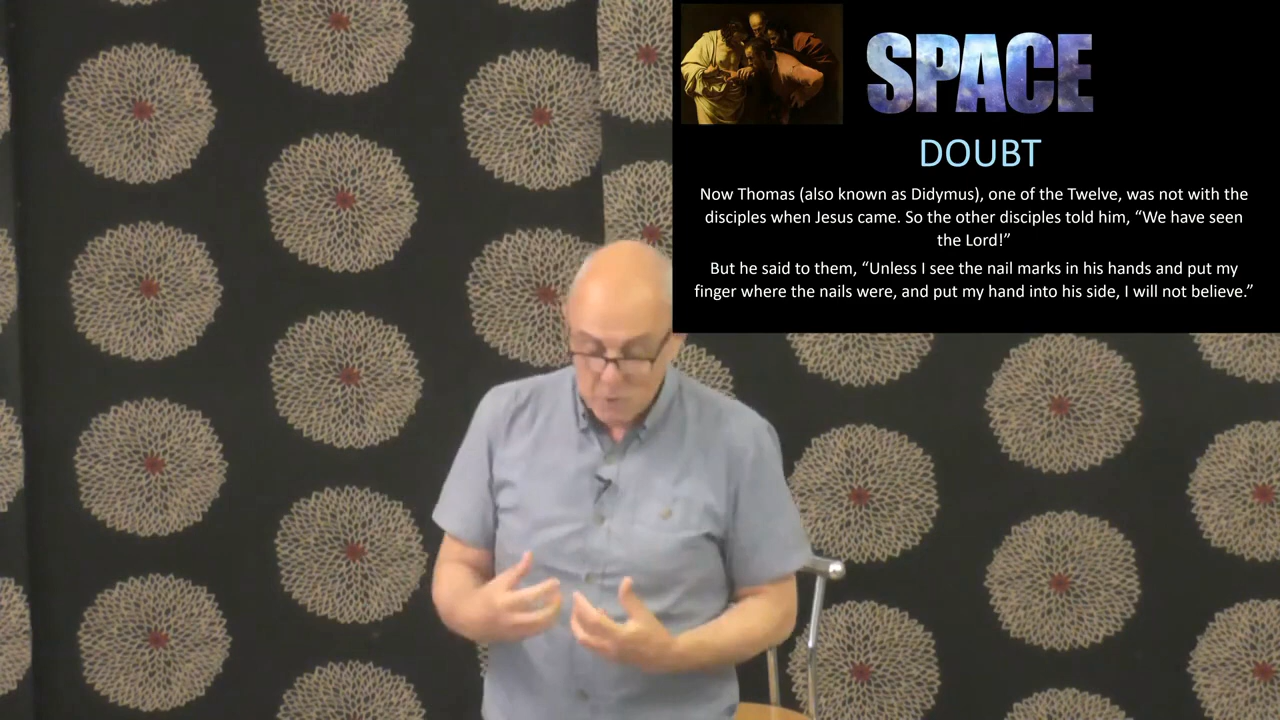 SPACE
DOUBT
Now Thomas (also known as Didymus), one of the Twelve, was not with the
disciples when Jesus came. So the other disciples told him, “We have seen
the Lord!”
But he said to them, “Unless I see the nail marks in his hands and put my
finger where the nails were, and put my hand into his side, I will not believe.”